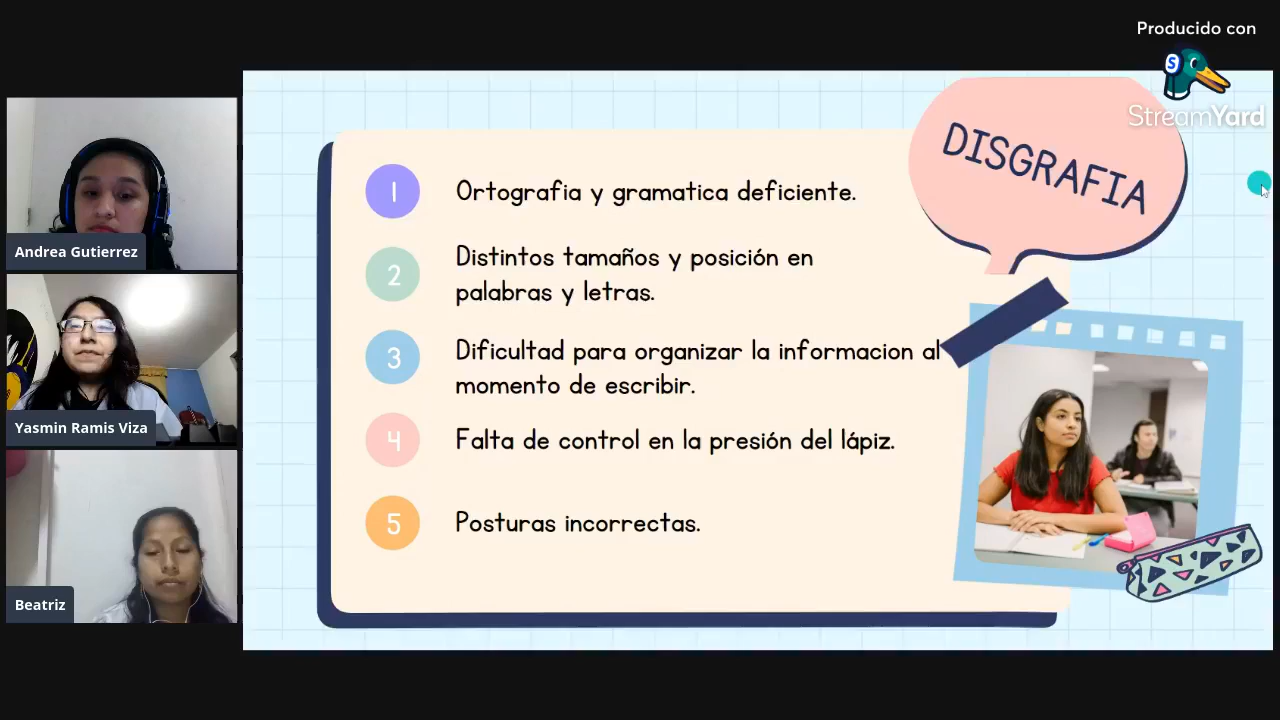 Producido con
StreamYard
DISGRAFIA
1
Ortografia y gramatica deficiente.
2
Distintos tamaños y posición en
palabras y letras.
3
Dificultad para organizar la informacion al
momento de escribir.
4
Falta de control en la presión del lápiz.
5
Posturas incorrectas.
Andrea Gutierrez
Yasmin Ramis Viza
Beatriz